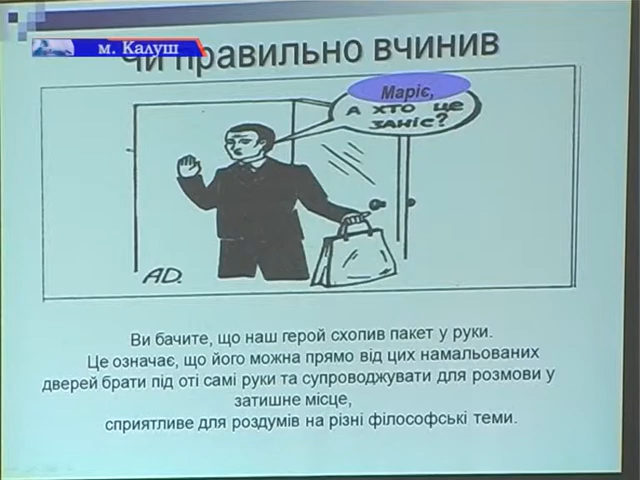 м. Калуш
Чи правильно вчинив
Маріє,
А ХТО ЦЕ
ЗАНІС?
AD.
Ви бачите, що наш герой схопив пакет у руки.
Це означає, що його можна прямо від цих намальованих
дверей брати під оті самі руки та супроводжувати для розмови у
затишне місце,
сприятливе для роздумів на різні філософські теми.